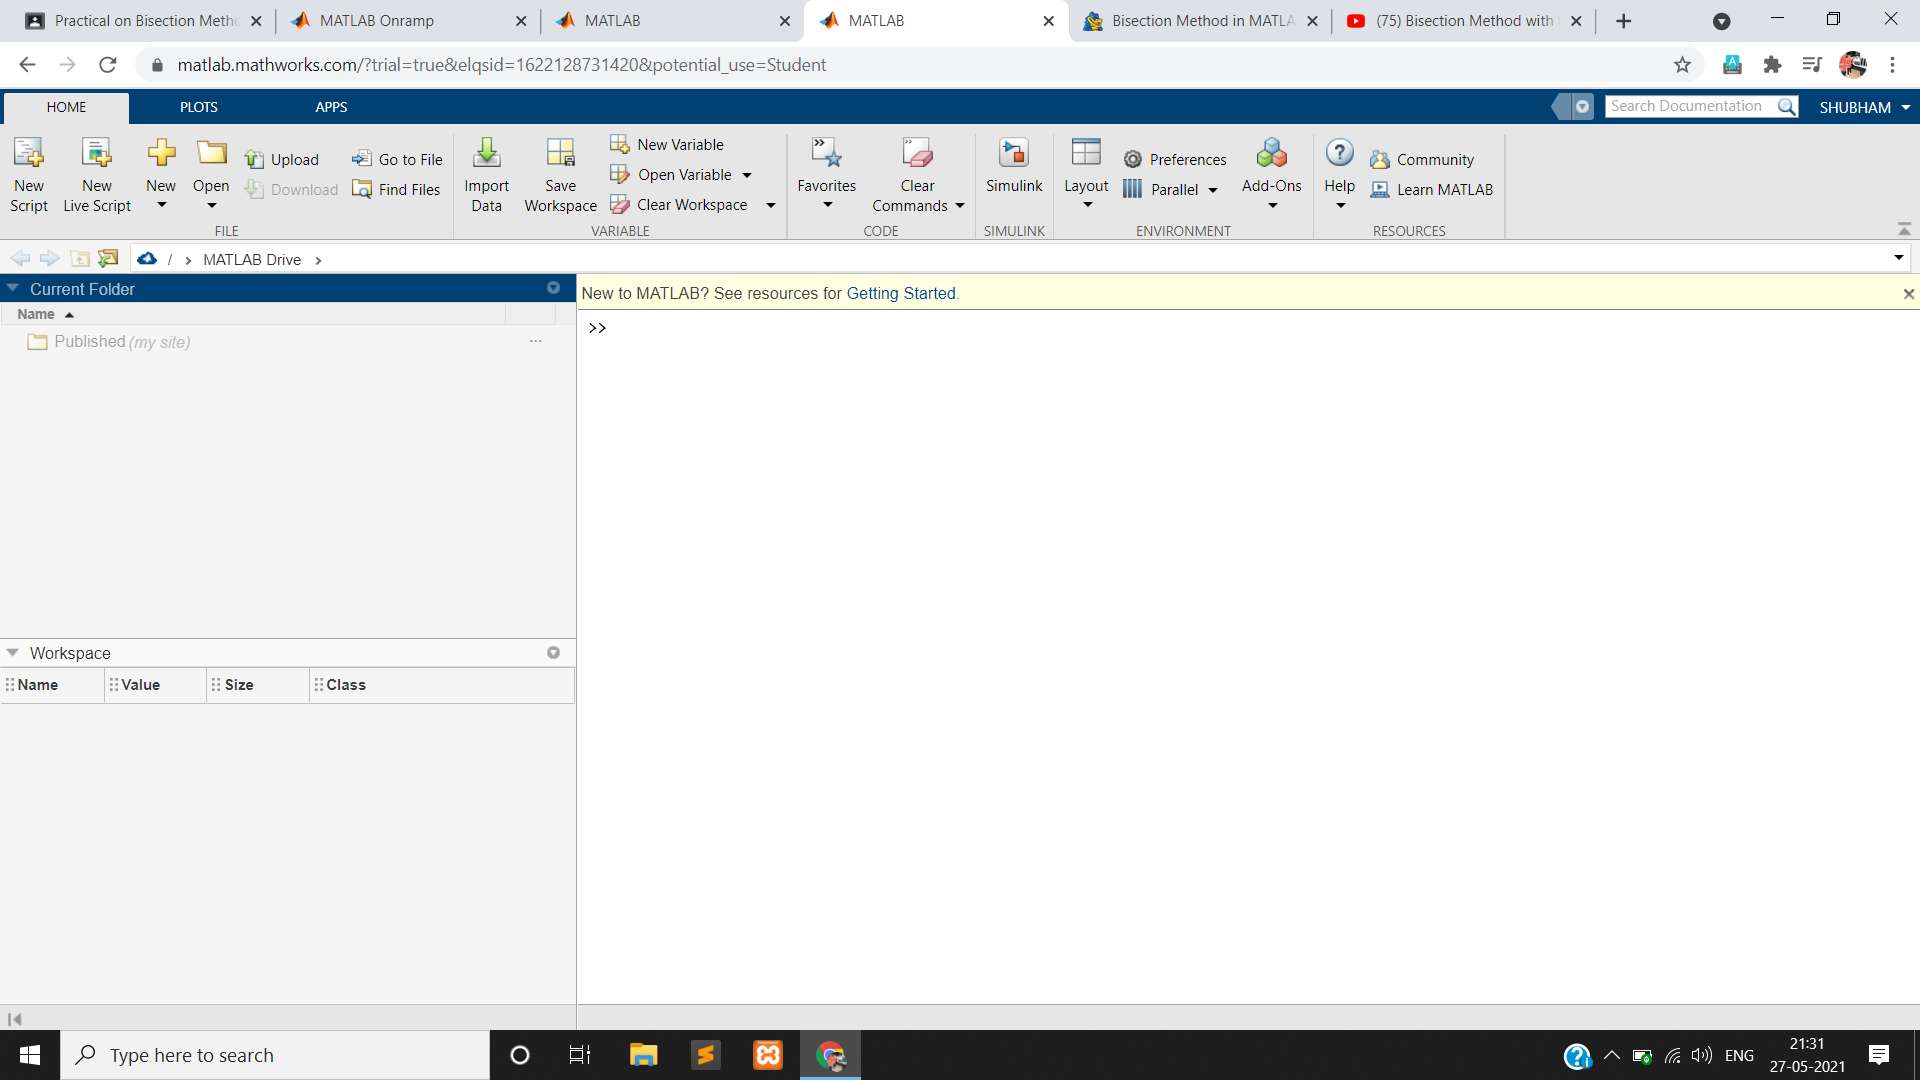 Practical on Bisection Meth
MATLAB Onramp
MATLAB
MATLAB
Bisection Method in MATLA
(75) Bisection Method with
matlab.mathworks.com/?trial=true&elqsid=1622128731420&potential_use=Student
HOME
PLOTS
APPS
Search Documentation
SHUBHAM
New Script
New Live Script
New
Open
Upload
Download
Go to File
Find Files
FILE
Import Data
Save Workspace
New Variable
Open Variable
Clear Workspace
VARIABLE
Favorites
Clear Commands
CODE
Simulink
SIMULINK
Layout
Preferences
Parallel
Add-Ons
ENVIRONMENT
Help
Community
Learn MATLAB
RESOURCES
/ › MATLAB Drive ›
Current Folder
Name
Published (my site)
...
New to MATLAB? See resources for Getting Started.
>>
Workspace
Name Value Size Class
Type here to search
ENG
21:31
27-05-2021